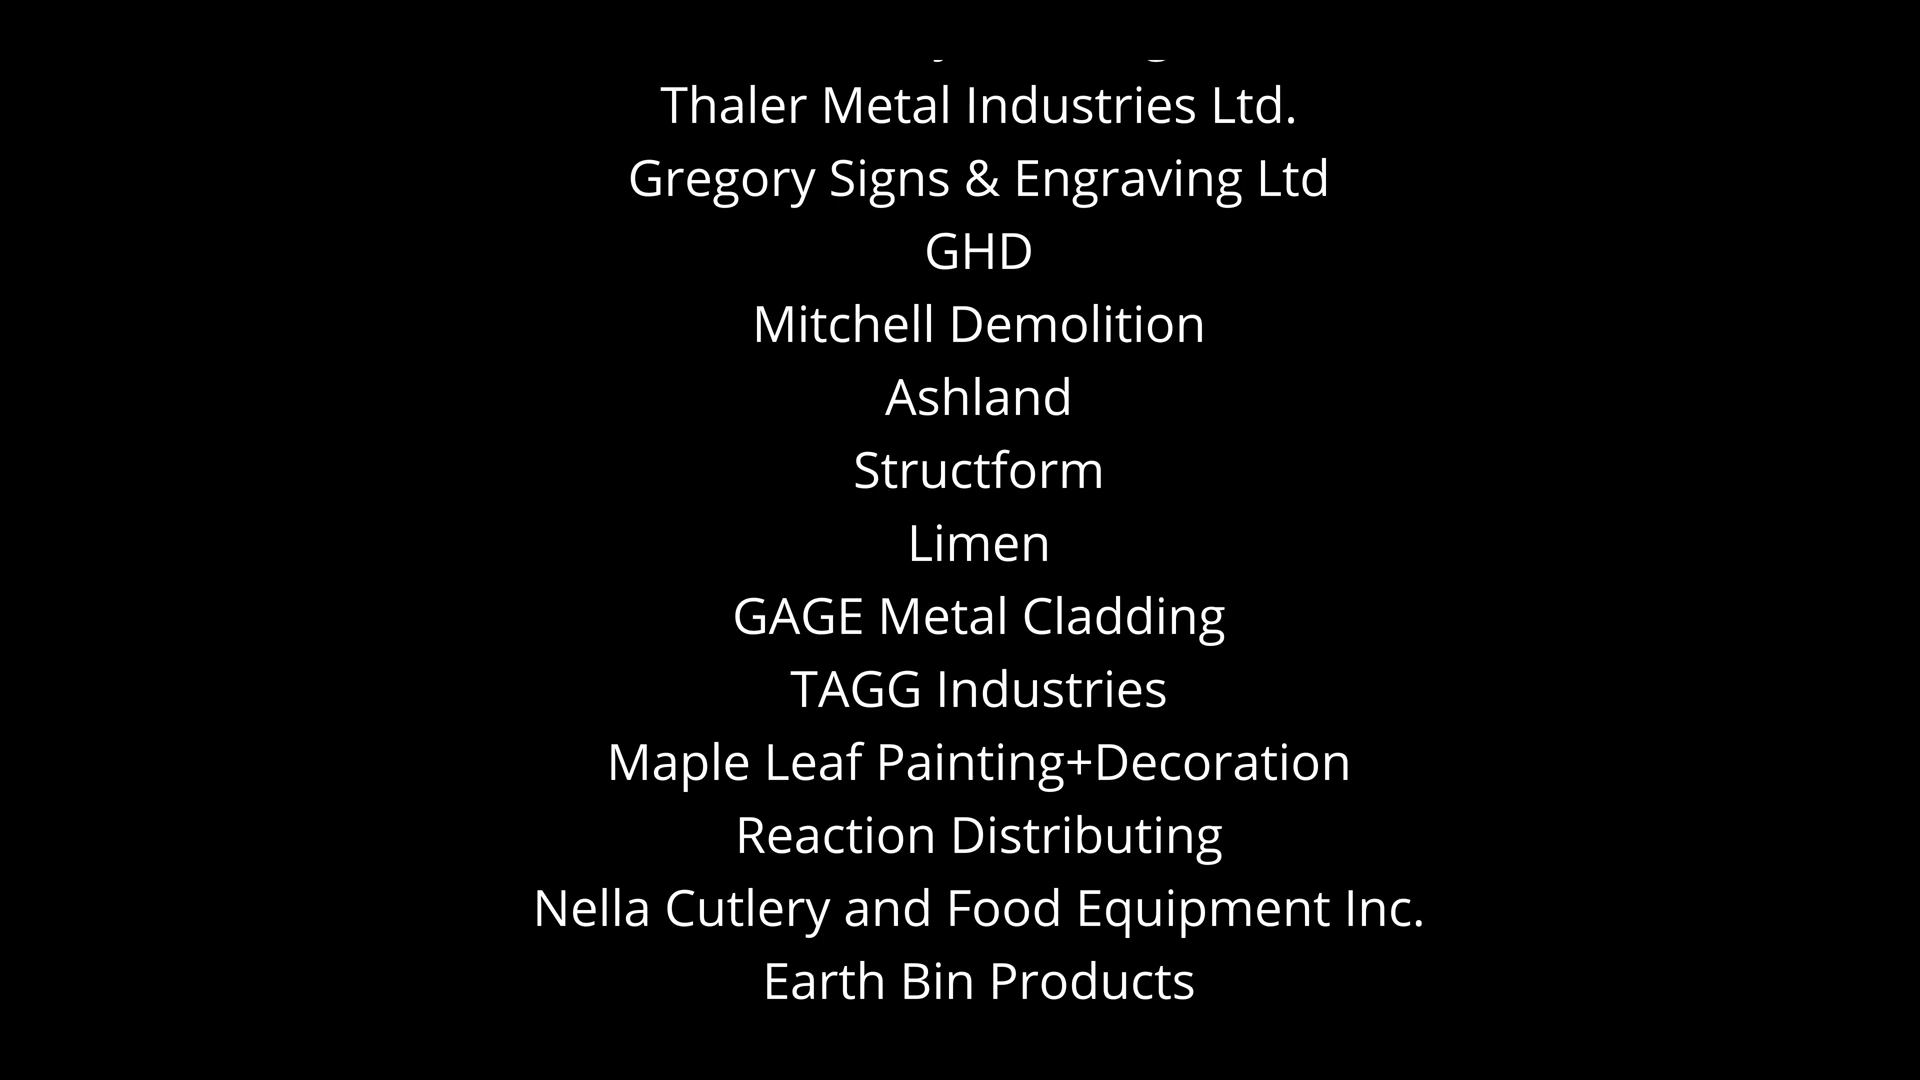 Thaler Metal Industries Ltd.
Gregory Signs & Engraving Ltd
GHD
Mitchell Demolition
Ashland
Structform
Limen
GAGE Metal Cladding
TAGG Industries
Maple Leaf Painting+Decoration
Reaction Distributing
Nella Cutlery and Food Equipment Inc.
Earth Bin Products